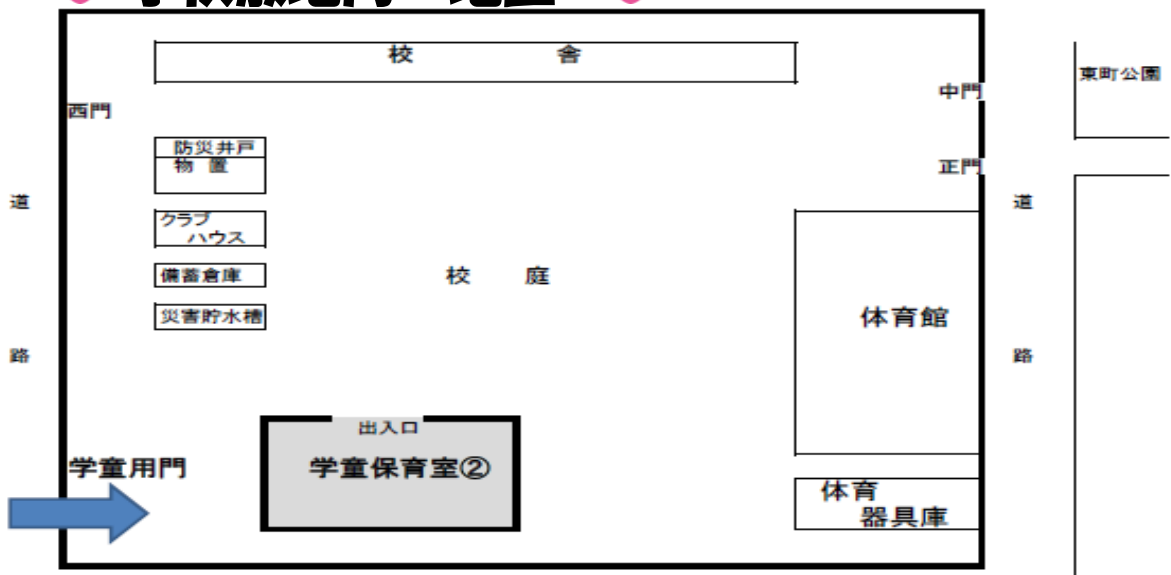 校 舎
東町公園
中門
西門
防災井戸
物 置
正門
道
道
クラブ
ハウス
備蓄倉庫
校 庭
災害貯水槽
体育館
路
路
出入口
学童用門
学童保育室②
体育
器具庫